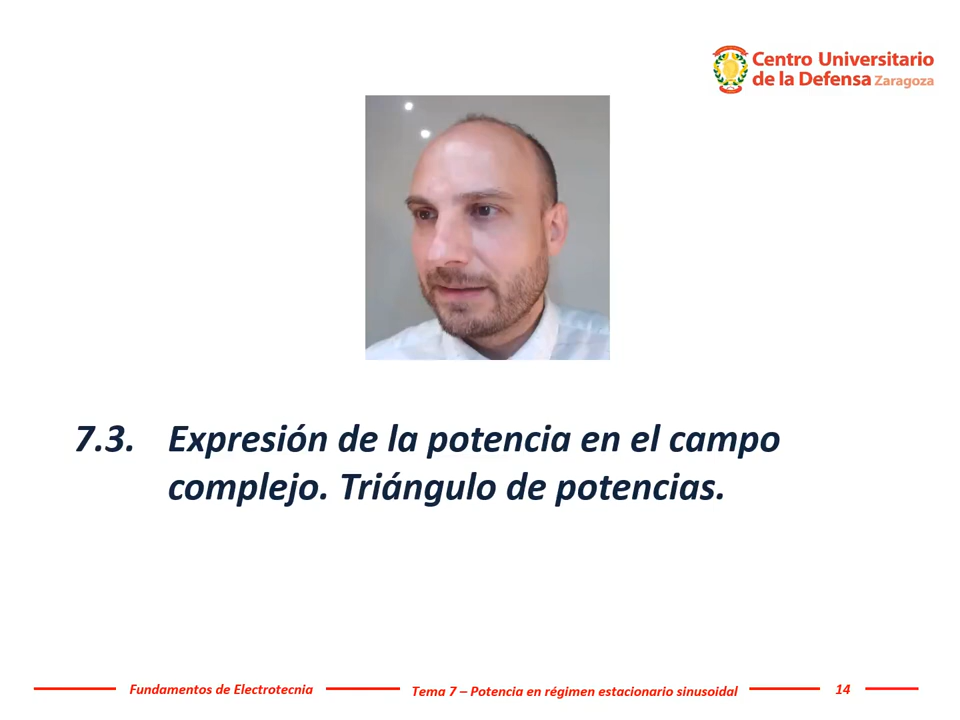 Centro Universitario
de la Defensa Zaragoza
7.3. Expresión de la potencia en el campo
complejo. Triángulo de potencias.
Fundamentos de Electrotecnia Tema 7 – Potencia en régimen estacionario sinusoidal 14